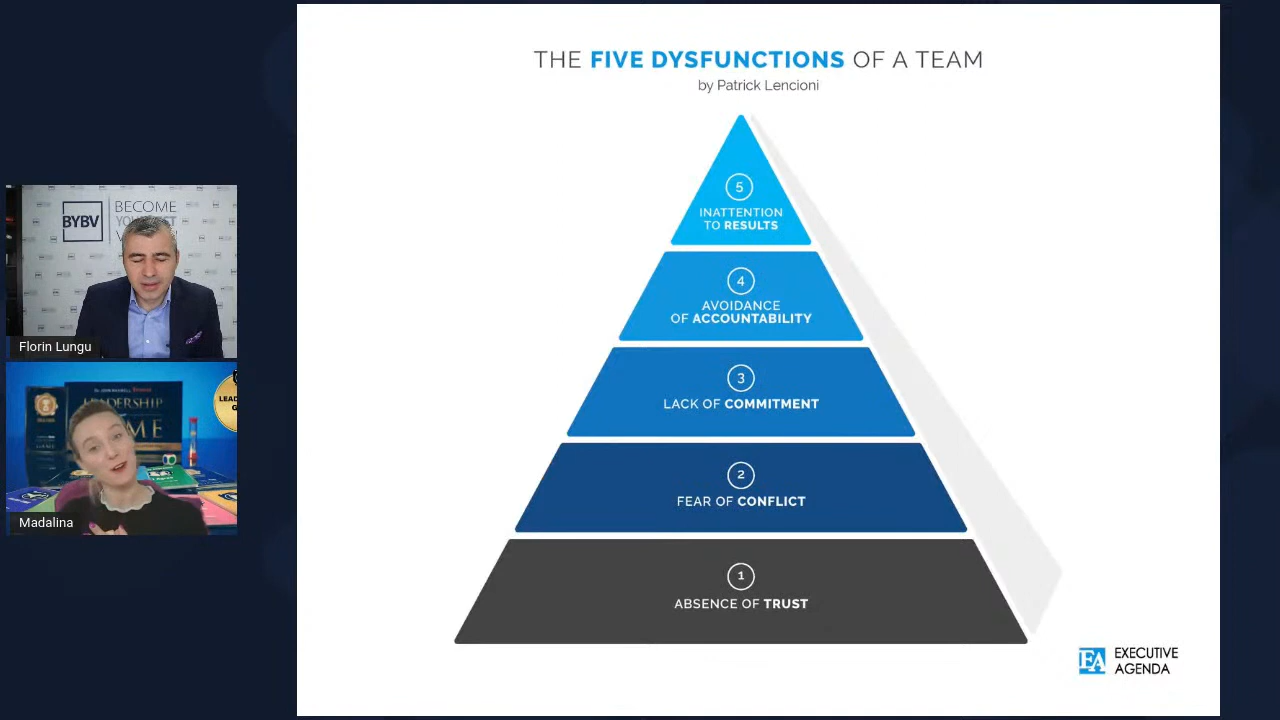 THE FIVE DYSFUNCTIONS OF A TEAM
by Patrick Lencioni
5
INATTENTION
TO RESULTS
4
AVOIDANCE
OF ACCOUNTABILITY
3
LACK OF COMMITMENT
2
FEAR OF CONFLICT
1
ABSENCE OF TRUST
EA
EXECUTIVE
AGENDA
BYBV
BECOME
Florin Lungu
Madalina